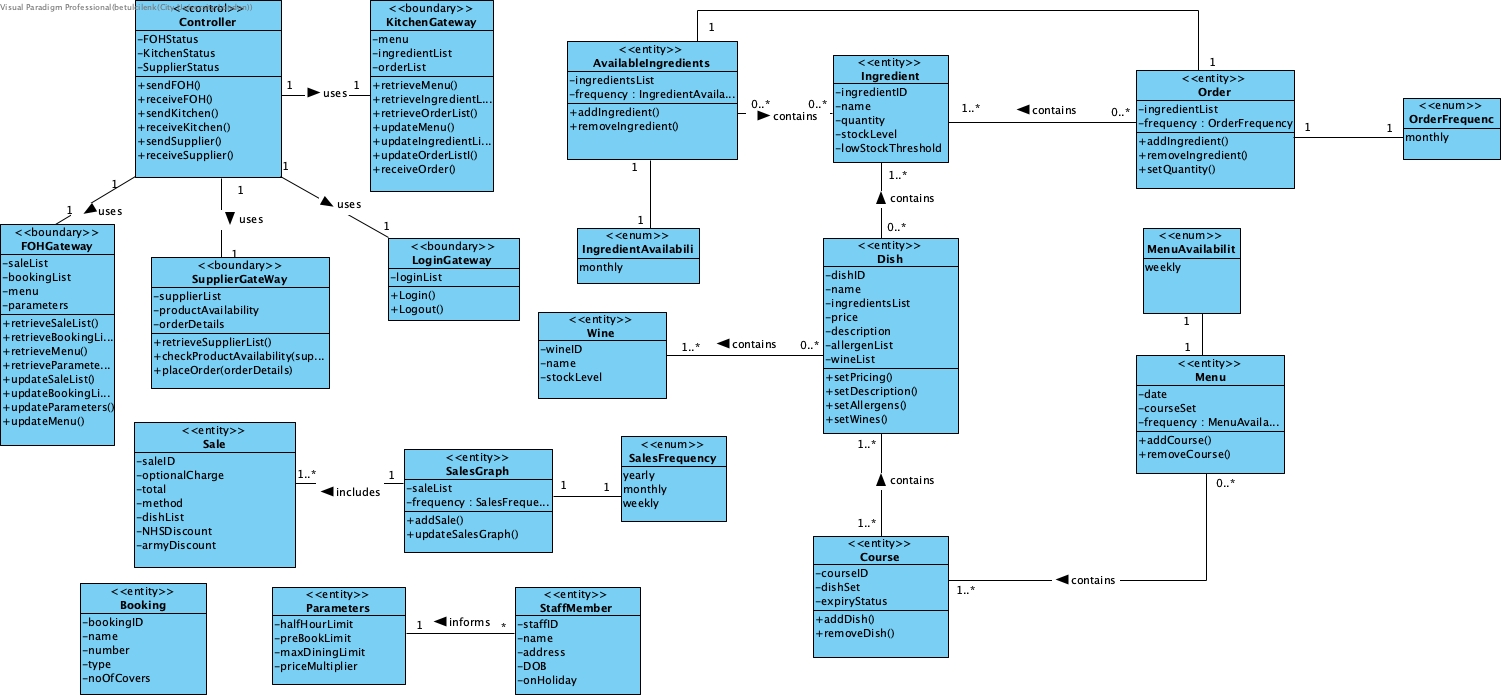 Visual Paradigm Professional
Controller
-FOHStatus
-KitchenStatus
-SupplierStatus
+sendFOH()
+receiveFOH()
+sendKitchen()
+receiveKitchen()
+sendSupplier()
+receiveSupplier()
1
uses
1
<<boundary>>
KitchenGateway
-menu
-ingredientList
-orderList
+retrieveMenu()
+retrieveIngredientL...
+retrieveOrderList()
+updateMenu()
+updateIngredientLi...
+updateOrderListI()
+receiveOrder()
1
uses
1
<<boundary>>
FOHGateway
-saleList
-bookingList
-menu
-parameters
+retrieveSaleList()
+retrieveBookingLi...
+retrieveMenu()
+retrieveParamete...
+updateSaleList()
+updateBookingLi...
+updateParameters()
+updateMenu()
1
uses
1
<<boundary>>
SupplierGateWay
-supplierList
-productAvailability
-orderDetails
+retrieveSupplierList()
+checkProductAvailability(sup...
+placeOrder(orderDetails)
1
uses
1
<<boundary>>
LoginGateway
-loginList
+Login()
+Logout()
<<entity>>
AvailableIngredients
-ingredientsList
-frequency : IngredientAvaila...
+addIngredient()
+removeIngredient()
1
1
0..*
contains
0..*
<<entity>>
Ingredient
-ingredientID
-name
-quantity
-stockLevel
-lowStockThreshold
1..*
contains
0..*
<<entity>>
Order
-ingredientList
-frequency : OrderFrequency
+addIngredient()
+removeIngredient()
+setQuantity()
1
1
<<enum>>
OrderFrequenc
monthly
1
1
<<enum>>
IngredientAvailabili
monthly
1..*
contains
0..*
<<entity>>
Dish
-dishID
-name
-ingredientsList
-price
-description
-allergenList
-wineList
+setPricing()
+setDescription()
+setAllergens()
+setWines()
<<entity>>
Wine
-wineID
-name
-stockLevel
1..*
contains
0..*
<<enum>>
MenuAvailabilit
weekly
1
1
<<entity>>
Menu
-date
-courseSet
-frequency : MenuAvaila...
+addCourse()
+removeCourse()
0..*
contains
1..*
1..*
contains
1..*
<<entity>>
Course
-courseID
-dishSet
-expiryStatus
+addDish()
+removeDish()
<<entity>>
Sale
-saleID
-optionalCharge
-total
-method
-dishList
-NHSDiscount
-armyDiscount
1..*
includes
1
<<entity>>
SalesGraph
-saleList
-frequency : SalesFreque...
+addSale()
+updateSalesGraph()
1
1
<<enum>>
SalesFrequency
yearly
monthly
weekly
<<entity>>
Booking
-bookingID
-name
-number
-type
-noOfCovers
<<entity>>
Parameters
-halfHourLimit
-preBookLimit
-maxDiningLimit
-priceMultiplier
1
informs
*
<<entity>>
StaffMember
-staffID
-name
-address
-DOB
-onHoliday